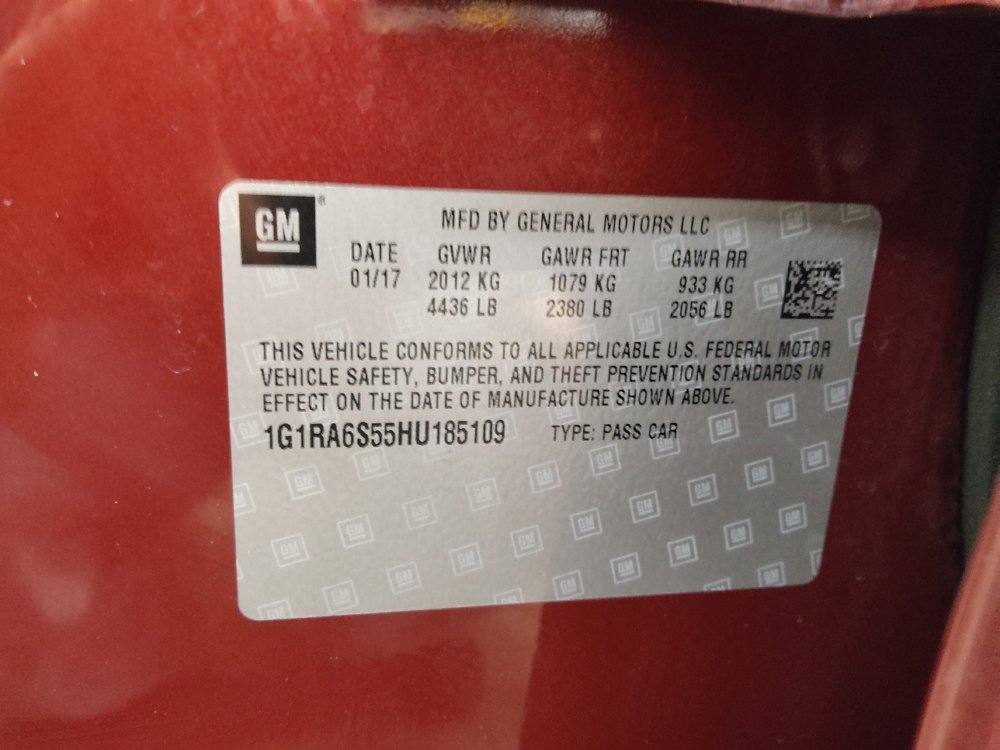 GM®
MFD BY GENERAL MOTORS LLC
DATE GVWR GAWR FRT GAWR RR
01/17 2012 KG 1079 KG 933 KG
4436 LB 2380 LB 2056 LB
THIS VEHICLE CONFORMS TO ALL APPLICABLE U.S. FEDERAL MOTOR
VEHICLE SAFETY, BUMPER, AND THEFT PREVENTION STANDARDS IN
EFFECT ON THE DATE OF MANUFACTURE SHOWN ABOVE.
1G1RA6S55HU185109 TYPE: PASS CAR